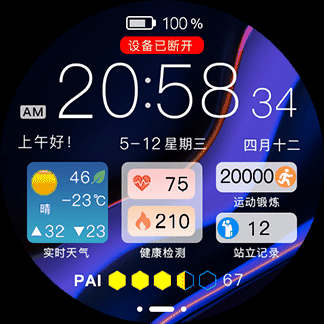 100%
设备已断开
AM 20:58 34
上午好! 5-12 星期三 四月十二
46
晴 -23℃
▲32 ▼23
75
210
20000
运动锻炼
12
实时天气 健康检测 站立记录
PAI 67